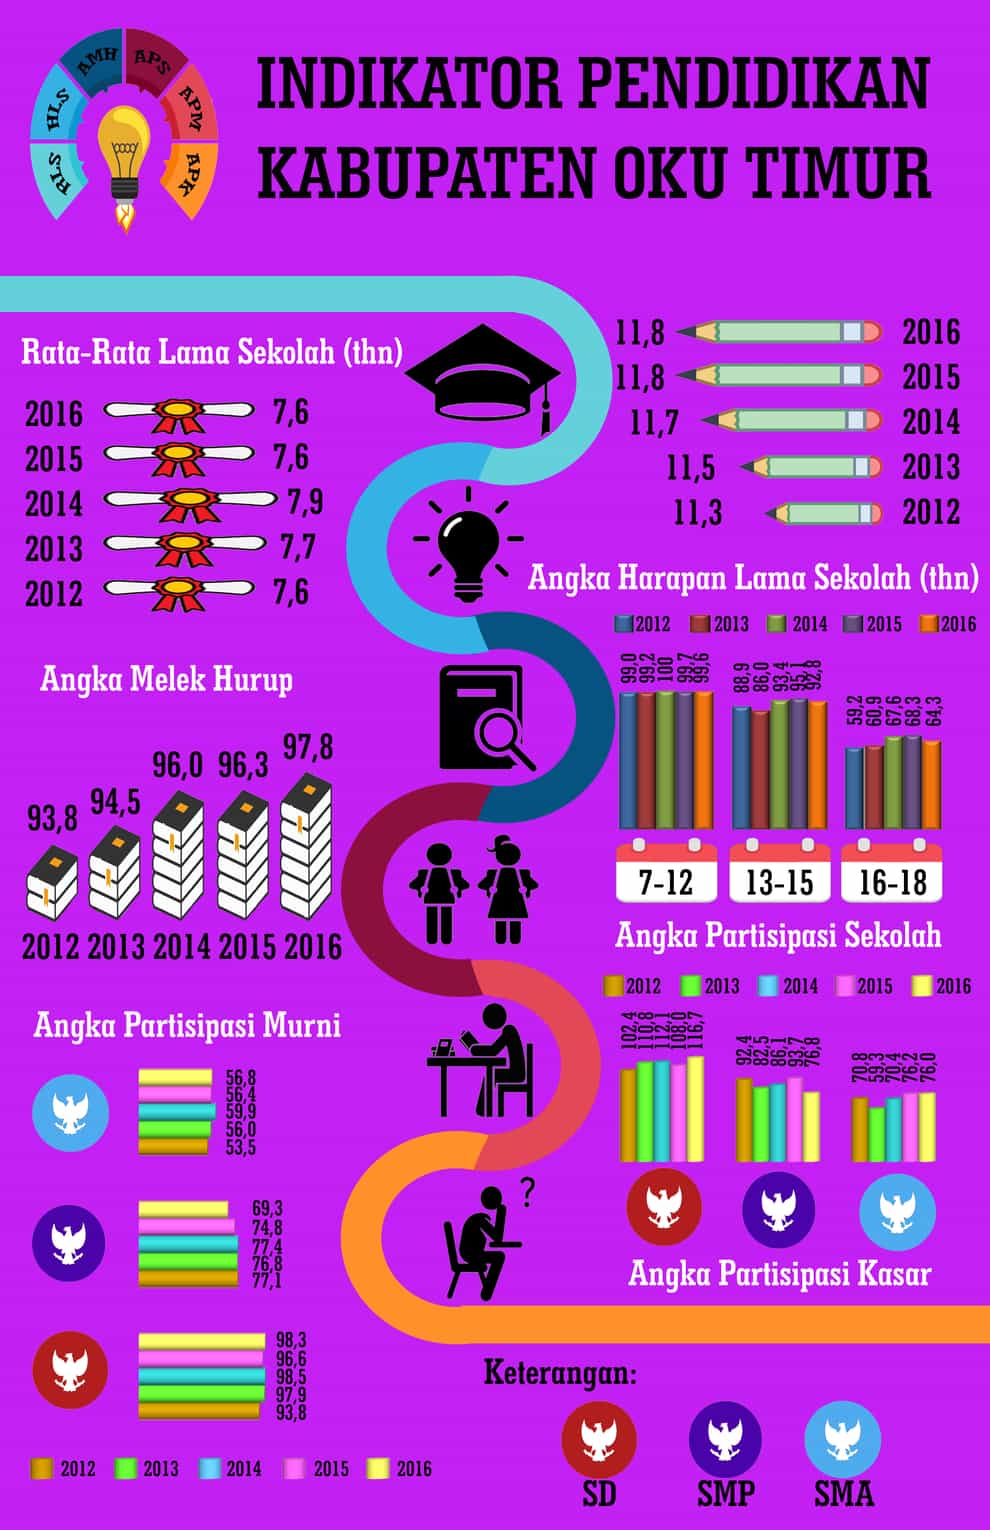 RLS
HLS
AMH
APS
APM
APK
INDIKATOR PENDIDIKAN
KABUPATEN OKU TIMUR
Rata-Rata Lama Sekolah (thn)
2016 7,6
2015 7,6
2014 7,9
2013 7,7
2012 7,6
11,8 2016
11,8 2015
11,7 2014
11,5 2013
11,3 2012
Angka Harapan Lama Sekolah (thn)
Angka Melek Hurup
93,8 94,5 96,0 96,3 97,8
2012 2013 2014 2015 2016
2012 2013 2014 2015 2016
99,0 99,2 100 99,7 99,6
88,9 86,0 93,4 95,1 92,8
59,2 60,9 67,6 68,3 64,3
7-12 13-15 16-18
Angka Partisipasi Sekolah
Angka Partisipasi Murni
56,8
56,4
59,9
56,0
53,5
69,3
74,8
77,4
76,8
77,1
98,3
96,6
98,5
97,9
93,8
2012 2013 2014 2015 2016
2012 2013 2014 2015 2016
102,4 110,8 112,1 108,0 116,7
92,4 82,5 86,1 93,7 76,8
70,8 59,3 70,4 76,2 76,0
?
Angka Partisipasi Kasar
Keterangan:
SD SMP SMA